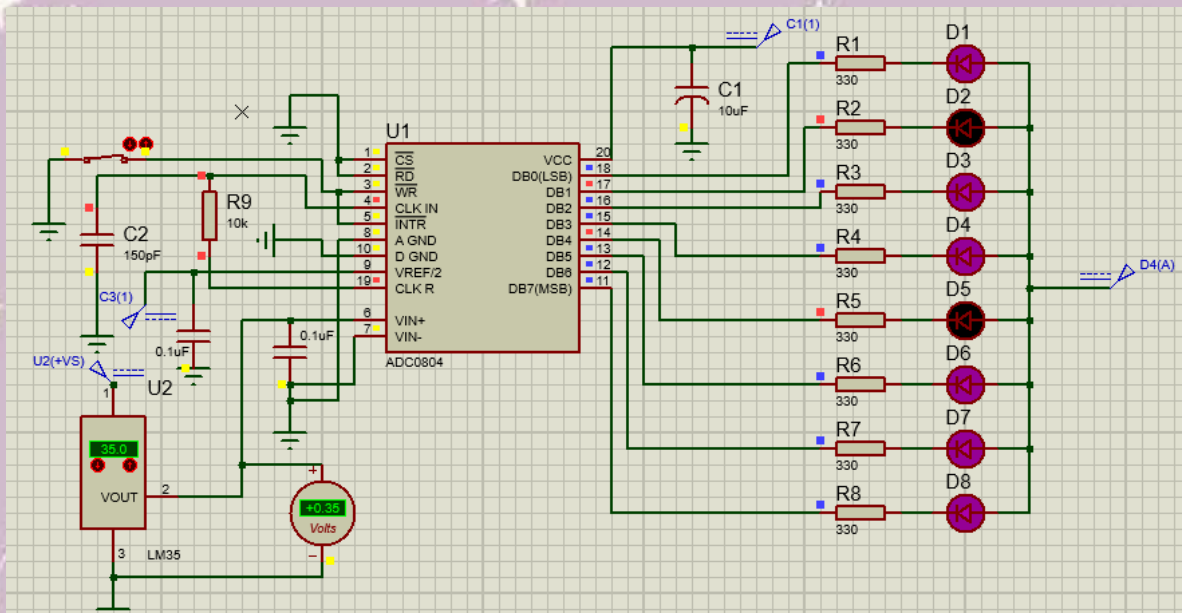 C1(1)
C1
10uF
R1
330
D1
R2
330
D2
R3
330
D3
R4
330
D4
R5
330
D5
R6
330
D6
R7
330
D7
R8
330
D8
D4(A)
U1
1 CS
2 RD
3 WR
4 CLK IN
5 INTR
8 A GND
10 D GND
9 VREF/2
19 CLK R
6 VIN+
7 VIN-
VCC 20
DB0(LSB) 18
DB1 17
DB2 16
DB3 15
DB4 14
DB5 13
DB6 12
DB7(MSB) 11
ADC0804
R9
10k
C2
150pF
C3(1)
0.1uF
0.1uF
U2(+VS)
U2
1
35.0
VOUT
2
3
LM35
+
+0.35
Volts
−